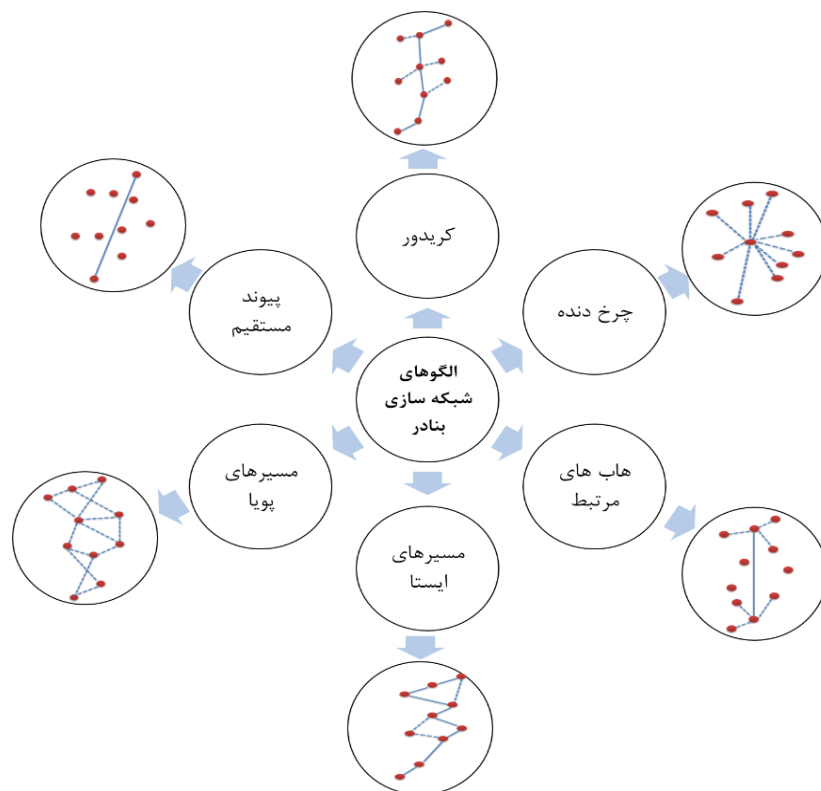 کریدور
پیوند
مستقیم
چرخ دنده
الگوهای
شبکه سازی
بنادر
مسیرهای
پویا
هاب های
مرتبط
مسیرهای
ایستا